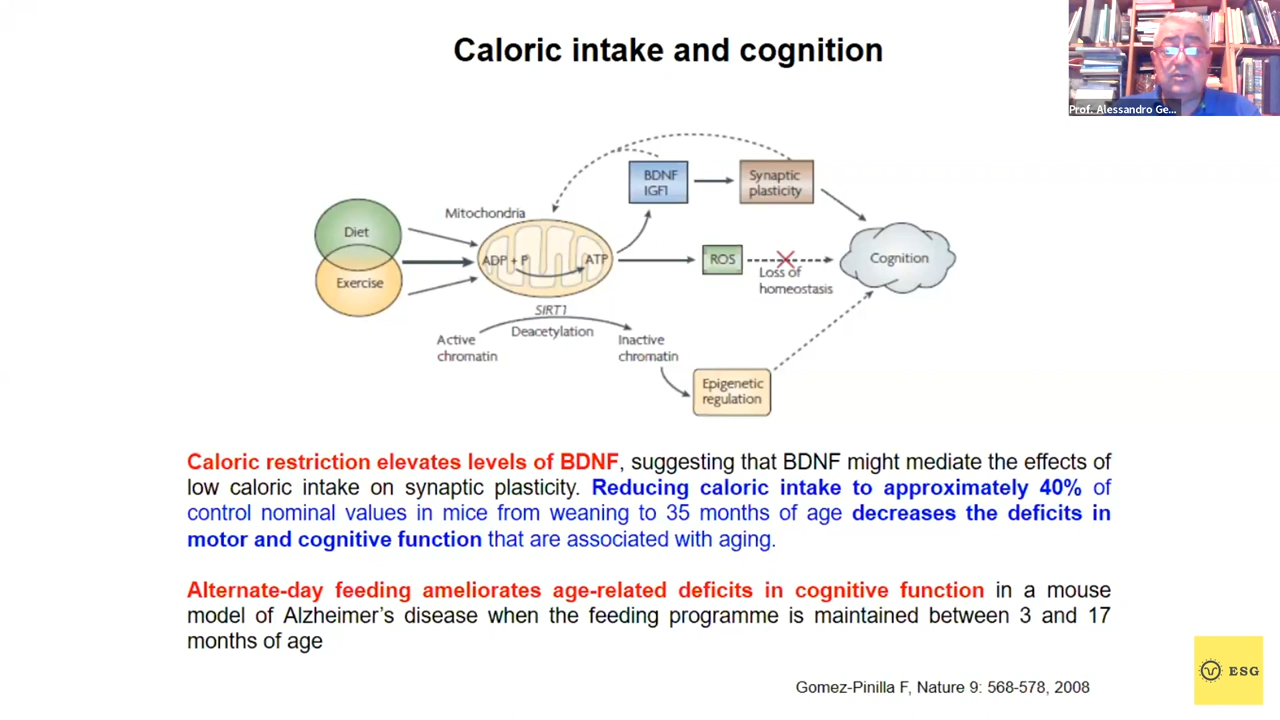 Caloric intake and cognition
Prof. Alessandro Ge...
BDNF
IGF1
Synaptic
plasticity
Mitochondria
Diet
Exercise
ADP + P
ATP
ROS
Loss of
homeostasis
Cognition
SIRT1
Deacetylation
Active
chromatin
Inactive
chromatin
Epigenetic
regulation
Caloric restriction elevates levels of BDNF, suggesting that BDNF might mediate the effects of
low caloric intake on synaptic plasticity. Reducing caloric intake to approximately 40% of
control nominal values in mice from weaning to 35 months of age decreases the deficits in
motor and cognitive function that are associated with aging.
Alternate-day feeding ameliorates age-related deficits in cognitive function in a mouse
model of Alzheimer's disease when the feeding programme is maintained between 3 and 17
months of age
Gomez-Pinilla F, Nature 9: 568-578, 2008
ESG